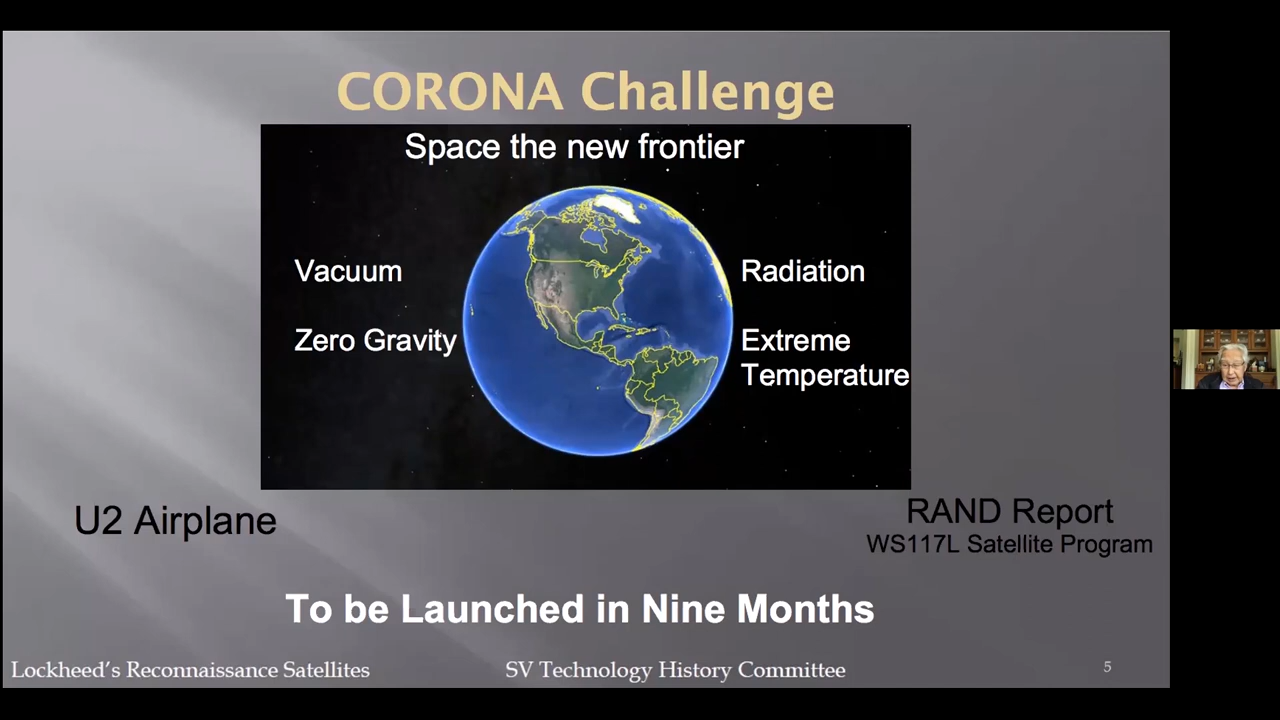 CORONA Challenge
Space the new frontier
Vacuum
Radiation
Zero Gravity
Extreme
Temperature
U2 Airplane
RAND Report
WS117L Satellite Program
To be Launched in Nine Months
Lockheed's Reconnaissance Satellites
SV Technology History Committee
5